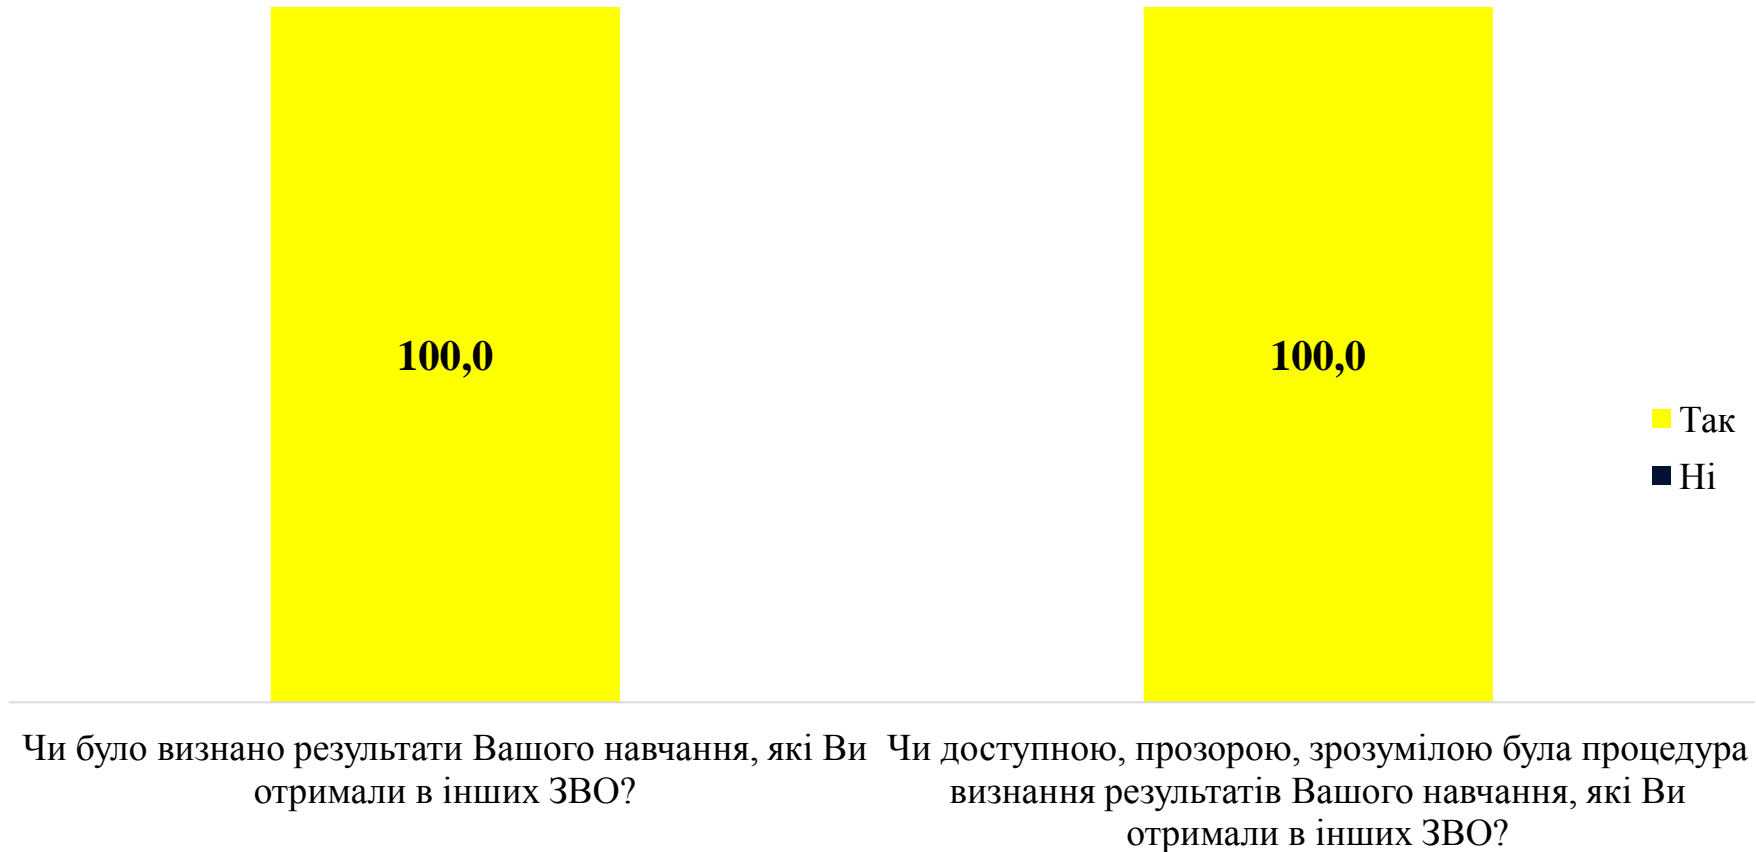 100,0
100,0
Так
Ні
Чи було визнано результати Вашого навчання, які Ви
отримали в інших ЗВО?
Чи доступною, прозорою, зрозумілою була процедура
визнання результатів Вашого навчання, які Ви
отримали в інших ЗВО?